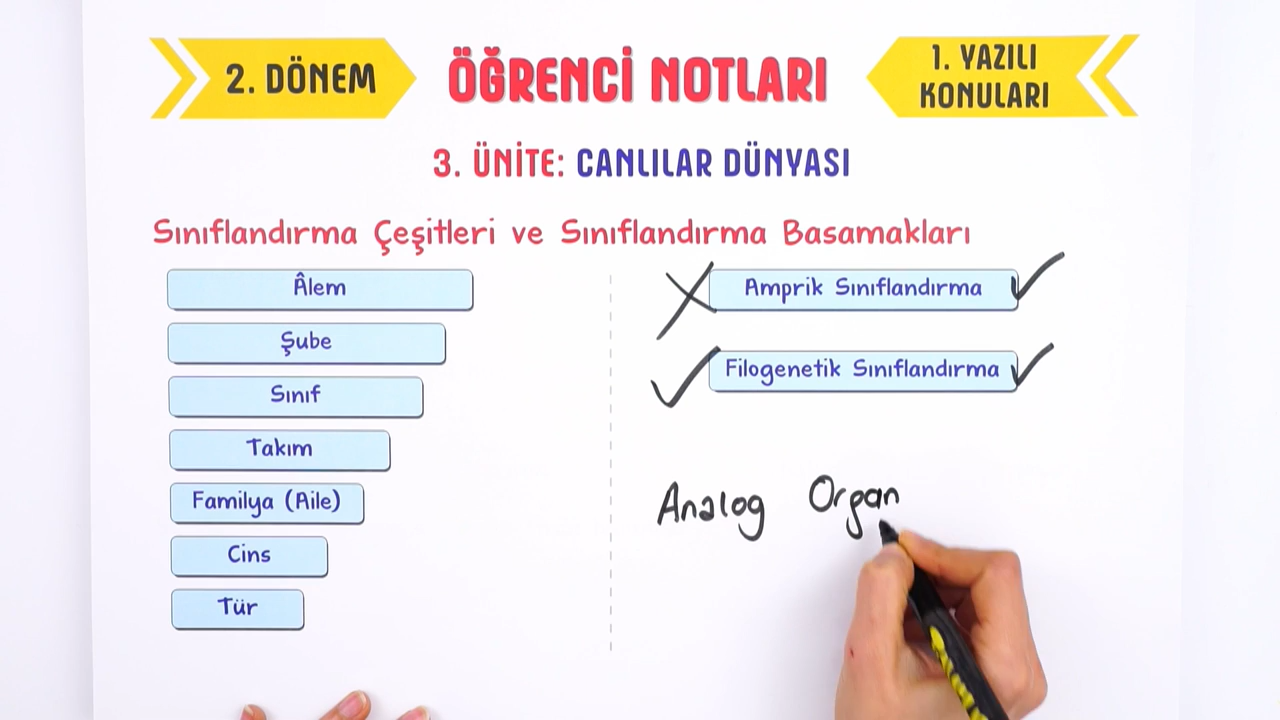 2. DÖNEM
ÖĞRENCİ NOTLARI
1. YAZILI
KONULARI
3. ÜNİTE: CANLILAR DÜNYASI
Sınıflandırma Çeşitleri ve Sınıflandırma Basamakları
Âlem
Şube
Sınıf
Takım
Familya (Aile)
Cins
Tür
Amprik Sınıflandırma
Filogenetik Sınıflandırma
Analog Organ